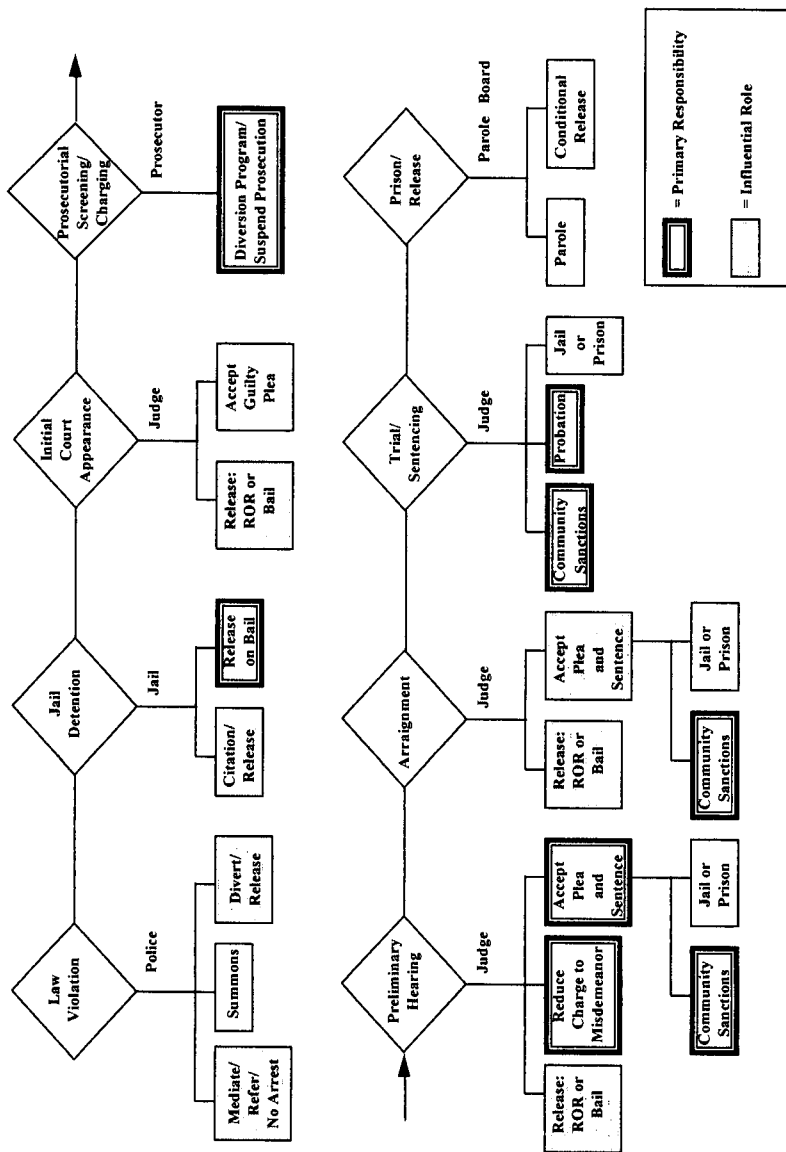 Law
Violation
Police
Mediate/
Refer/
No Arrest
Summons
Divert/
Release
Jail
Detention
Jail
Citation/
Release
Release
on Bail
Initial
Court
Appearance
Judge
Release:
ROR or
Bail
Accept
Guilty
Plea
Prosecutorial
Screening/
Charging
Prosecutor
Diversion Program/
Suspend Prosecution
Preliminary
Hearing
Judge
Release:
ROR or
Bail
Reduce
Charge to
Misdemeanor
Accept
Plea
and
Sentence
Community
Sanctions
Jail or
Prison
Arraignment
Judge
Release:
ROR or
Bail
Accept
Plea
and
Sentence
Community
Sanctions
Jail or
Prison
Trial/
Sentencing
Judge
Community
Sanctions
Probation
Jail
or
Prison
Prison/
Release
Parole Board
Parole
Conditional
Release
= Primary Responsibility
= Influential Role